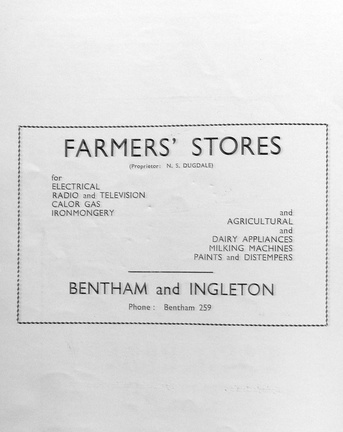 FARMERS' STORES
(Proprietor: N. S. DUGDALE)
for
ELECTRICAL
RADIO and TELEVISION
CALOR GAS
IRONMONGERY
and
AGRICULTURAL
and
DAIRY APPLIANCES
MILKING MACHINES
PAINTS and DISTEMPERS
BENTHAM and INGLETON
Phone: Bentham 259